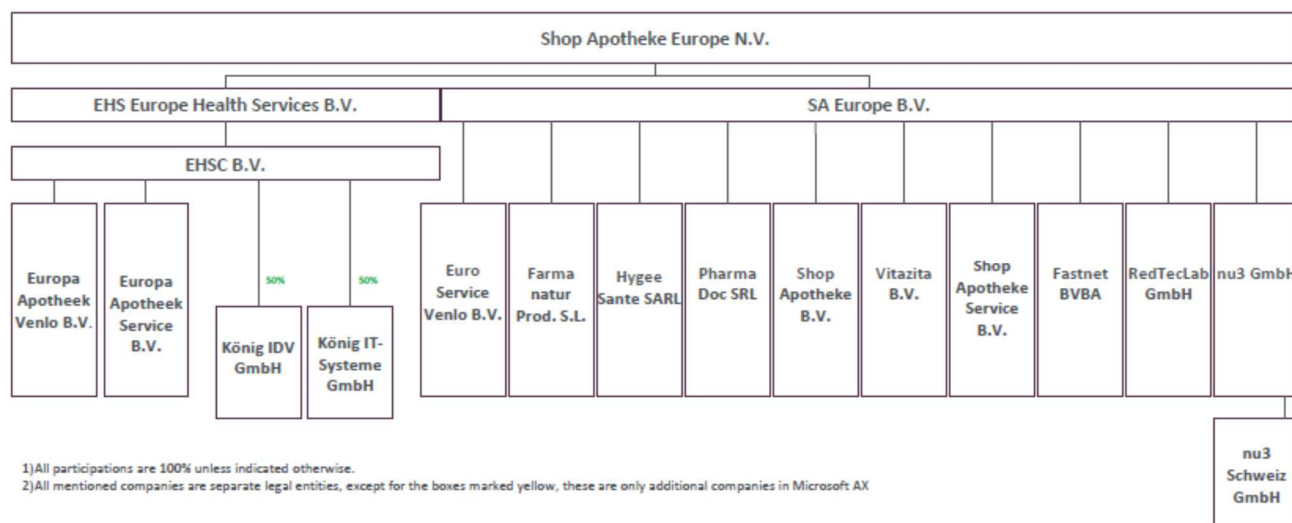 Shop Apotheke Europe N.V.
EHS Europe Health Services B.V.
SA Europe B.V.
EHSC B.V.
Europa
Apotheek
Venlo B.V.
Europa
Apotheek
Service
B.V.
50%
König IDV
GmbH
50%
König IT-
Systeme
GmbH
Euro
Service
Venlo B.V.
Farma
natur
Prod. S.L.
Hygee
Sante SARL
Pharma
Doc SRL
Shop
Apotheke
B.V.
Vitazita
B.V.
Shop
Apotheke
Service
B.V.
Fastnet
BVBA
RedTecLab
GmbH
nu3 GmbH
nu3
Schweiz
GmbH
1)All participations are 100% unless indicated otherwise.
2)All mentioned companies are separate legal entities, except for the boxes marked yellow, these are only additional companies in Microsoft AX